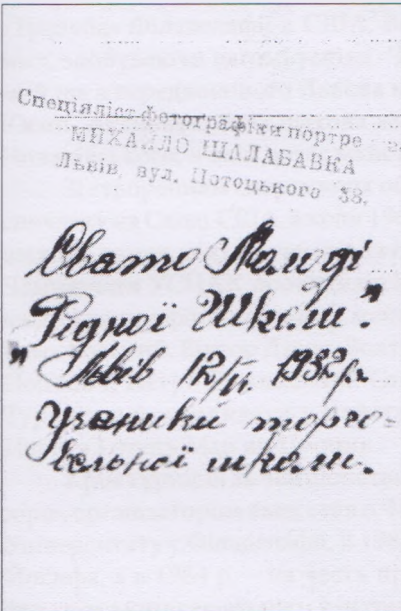 Спеціяліст фотографіки портре
МИХАЙЛО ШАЛАБАВКА
Львів, вул. Потоцького 38.
Свято Молоді
„Рідної Школи.”
Львів 12/VI. 1932 р.
ученики торго-
вельної школи.